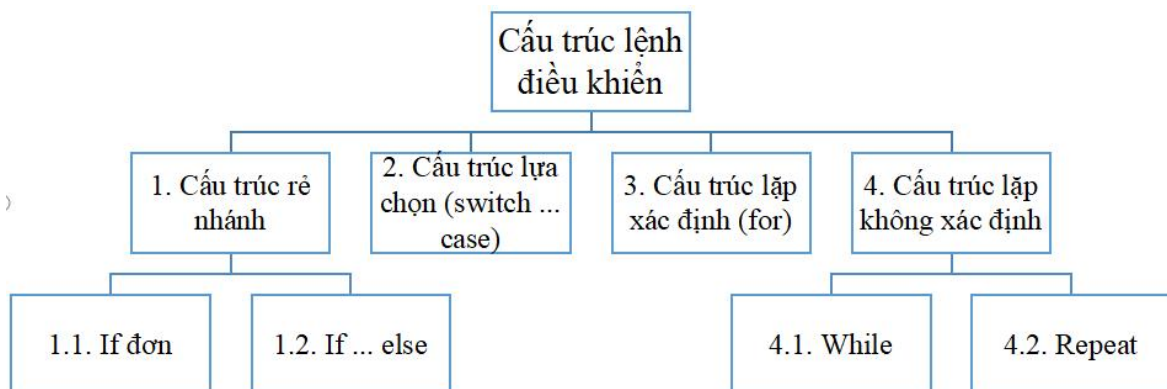 Cấu trúc lệnh
điều khiển
1. Cấu trúc rẻ
nhánh
2. Cấu trúc lựa
chọn (switch ...
case)
3. Cấu trúc lặp
xác định (for)
4. Cấu trúc lặp
không xác định
1.1. If đơn
1.2. If ... else
4.1. While
4.2. Repeat